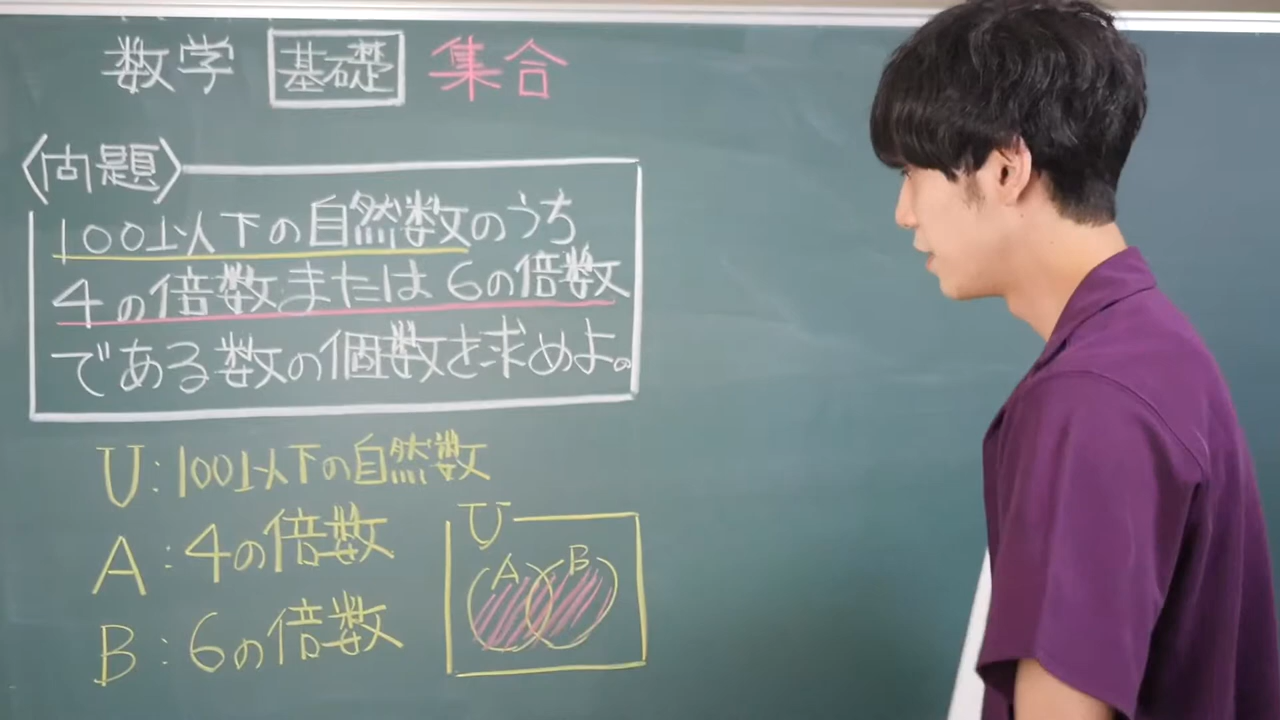 数学 基礎 集合
〈問題〉
100以下の自然数のうち
4の倍数または6の倍数
である数の個数を求めよ。
U:100以下の自然数
A:4の倍数
B:6の倍数
U
A B